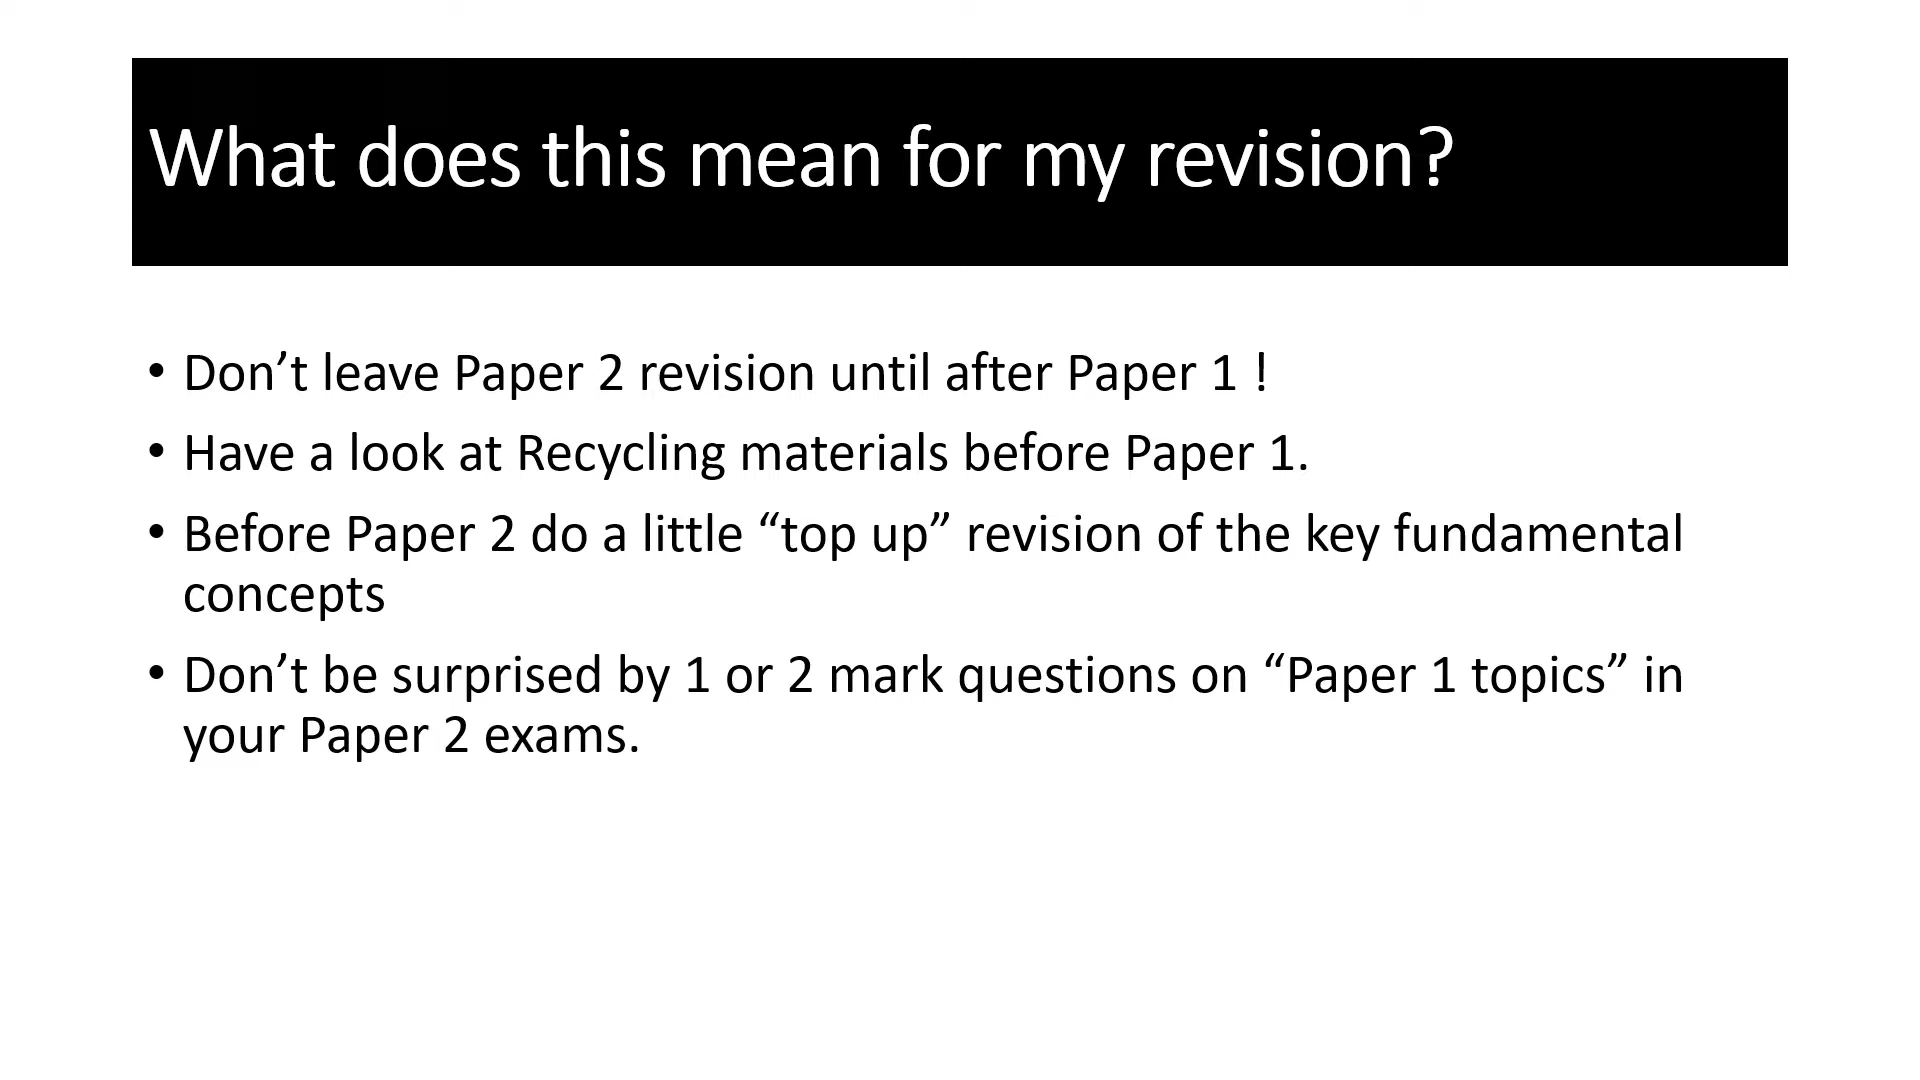 What does this mean for my revision?
• Don’t leave Paper 2 revision until after Paper 1 !
• Have a look at Recycling materials before Paper 1.
• Before Paper 2 do a little “top up” revision of the key fundamental
concepts
• Don’t be surprised by 1 or 2 mark questions on “Paper 1 topics” in
your Paper 2 exams.